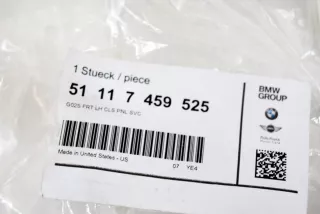 1 Stueck / piece
51 11 7 459 525
G02S FRT LH CLS PNL SVC
Made in United States - US
07 YE4
BMW
GROUP